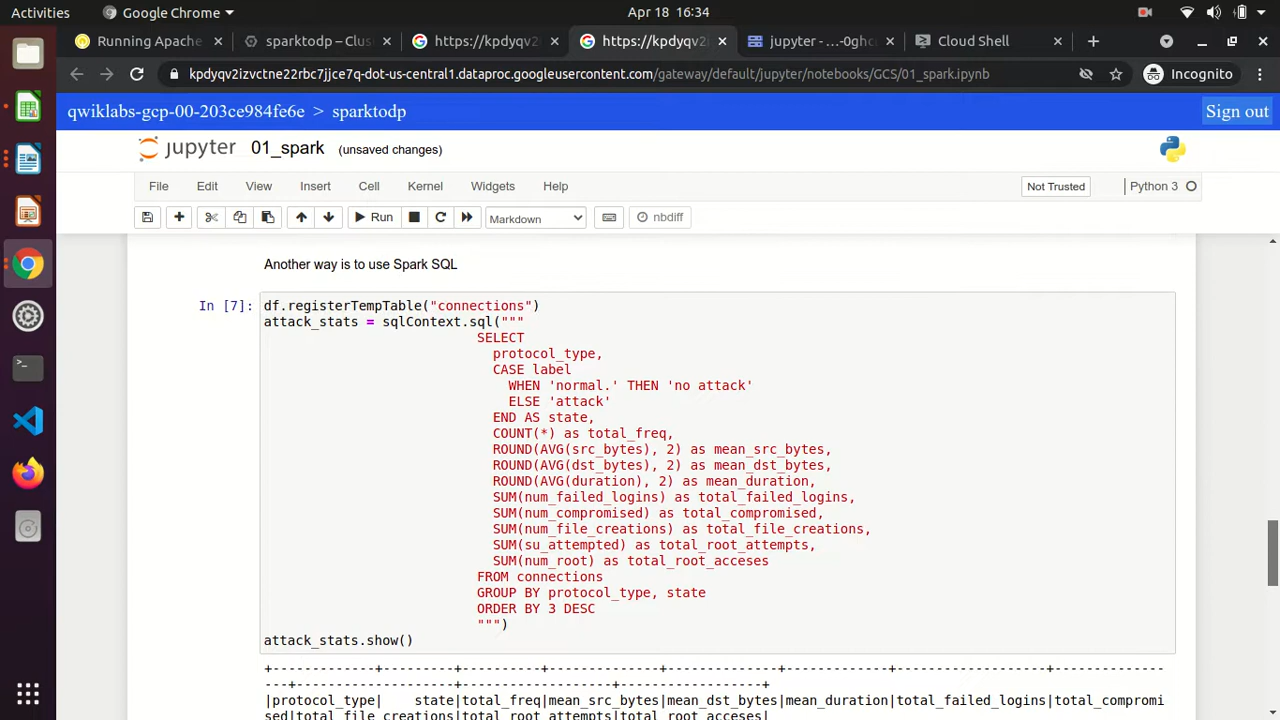 Activities Google Chrome Apr 18 16:34
Running Apache sparktodp – Clus https://kpdyqv2 https://kpdyqv2 jupyter - ...-0ghc Cloud Shell
kpdyqv2izvctne22rbc7jjce7q-dot-us-central1.dataproc.googleusercontent.com/gateway/default/jupyter/notebooks/GCS/01_spark.ipynb Incognito
qwiklabs-gcp-00-203ce984fe6e > sparktodp Sign out
jupyter 01_spark (unsaved changes)
File Edit View Insert Cell Kernel Widgets Help Not Trusted Python 3
Run Markdown nbdiff
Another way is to use Spark SQL
In [7]: df.registerTempTable("connections")
attack_stats = sqlContext.sql("""
SELECT
protocol_type,
CASE label
WHEN 'normal.' THEN 'no attack'
ELSE 'attack'
END AS state,
COUNT(*) as total_freq,
ROUND(AVG(src_bytes), 2) as mean_src_bytes,
ROUND(AVG(dst_bytes), 2) as mean_dst_bytes,
ROUND(AVG(duration), 2) as mean_duration,
SUM(num_failed_logins) as total_failed_logins,
SUM(num_compromised) as total_compromised,
SUM(num_file_creations) as total_file_creations,
SUM(su_attempted) as total_root_attempts,
SUM(num_root) as total_root_acceses
FROM connections
GROUP BY protocol_type, state
ORDER BY 3 DESC
""")
attack_stats.show()
+-------------+---------+----------+--------------+--------------+-------------+-------------------+--------------
---+--------------------+-------------------+------------------+
|protocol_type| state|total_freq|mean_src_bytes|mean_dst_bytes|mean_duration|total_failed_logins|total_compromi
sed|total_file_creations|total_root_attempts|total_root_acceses|